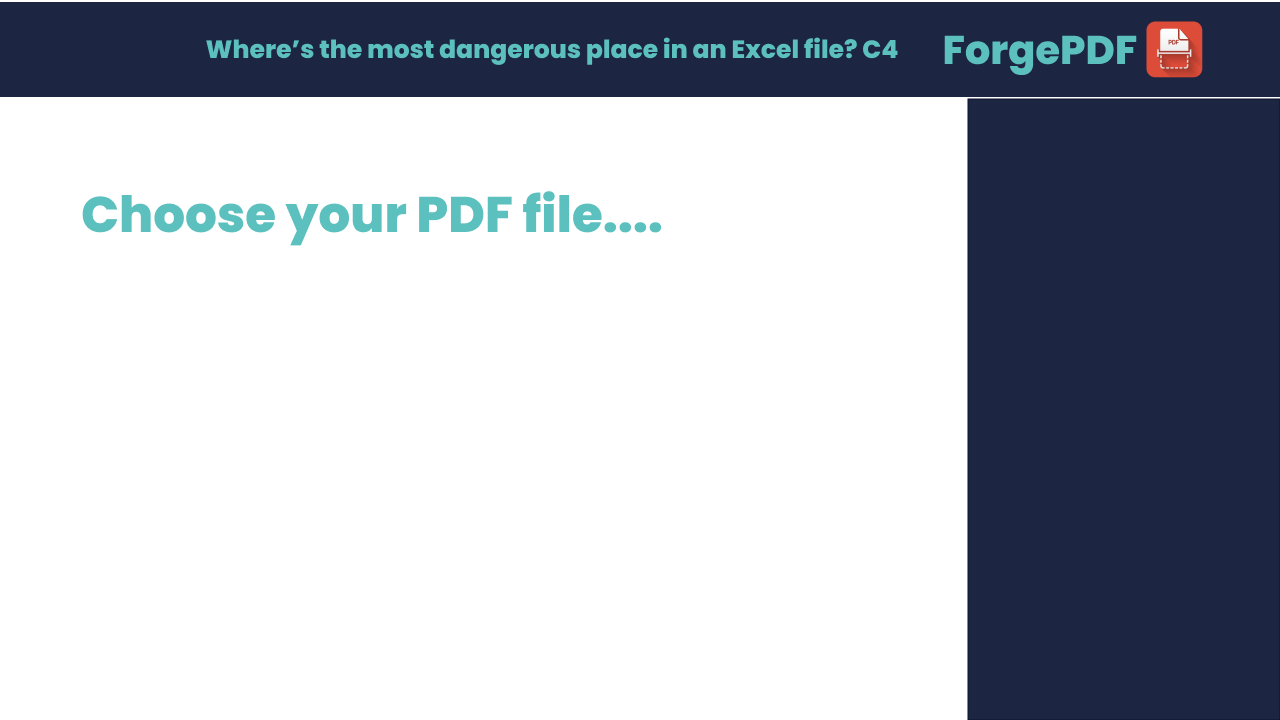 Where’s the most dangerous place in an Excel file? C4
ForgePDF
PDF
Choose your PDF file....